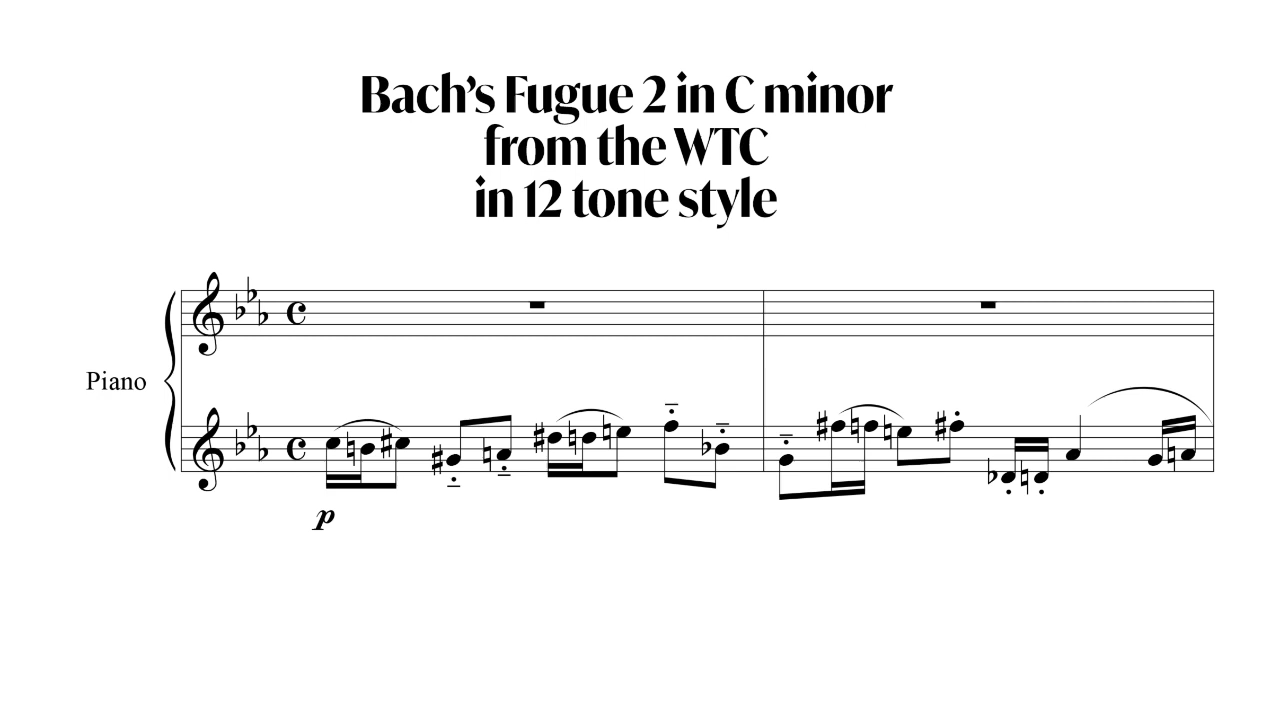 Bach’s Fugue 2 in C minor
from the WTC
in 12 tone style
Piano
p